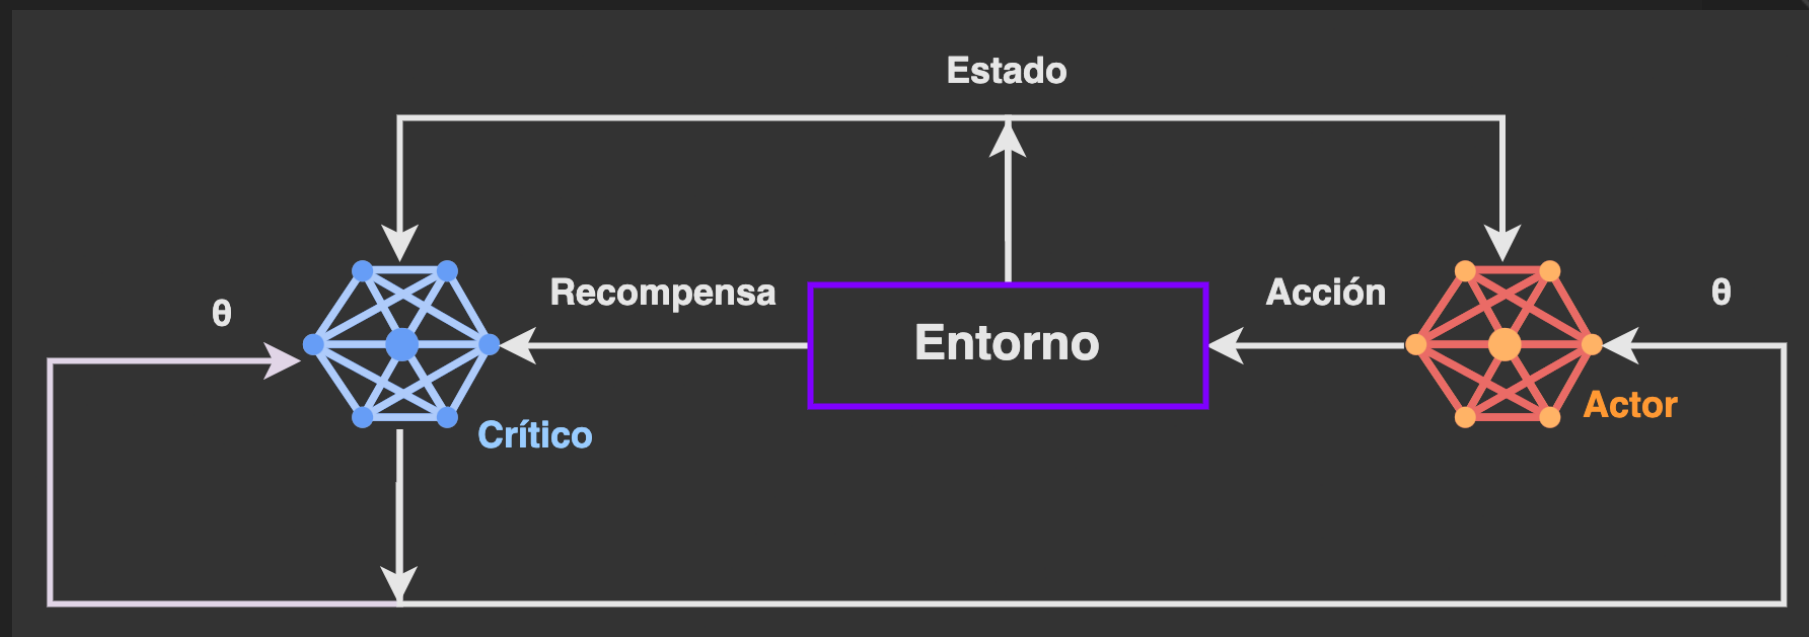 Estado
Recompensa
Acción
θ
θ
Entorno
Actor
Crítico